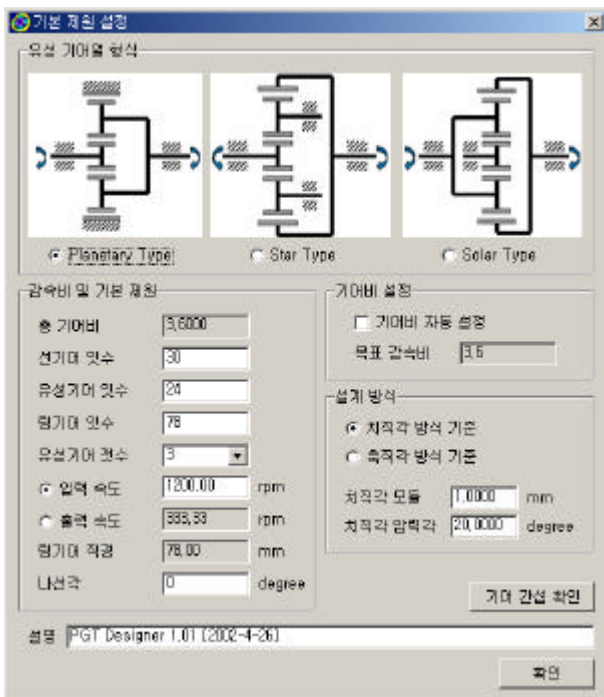 기본 제원 설정
유성 기어열 형식
Planetary Type
Star Type
Solar Type
감속비 및 기본 제원
총 기어비 3,6000
선기어 잇수 30
유성기어 잇수 24
링기어 잇수 78
유성기어 갯수 3
입력 속도 1200,00 rpm
출력 속도 333,33 rpm
링기어 직경 78,00 mm
나선각 0 degree
기어비 설정
기어비 자동 설정
목표 감속비 3,6
설계 방식
치직각 방식 기준
축직각 방식 기준
치직각 모듈 1,0000 mm
치직각 압력각 20,0000 degree
기어 간섭 확인
설명 PGT Designer 1,01 (2002-4-26)
확인